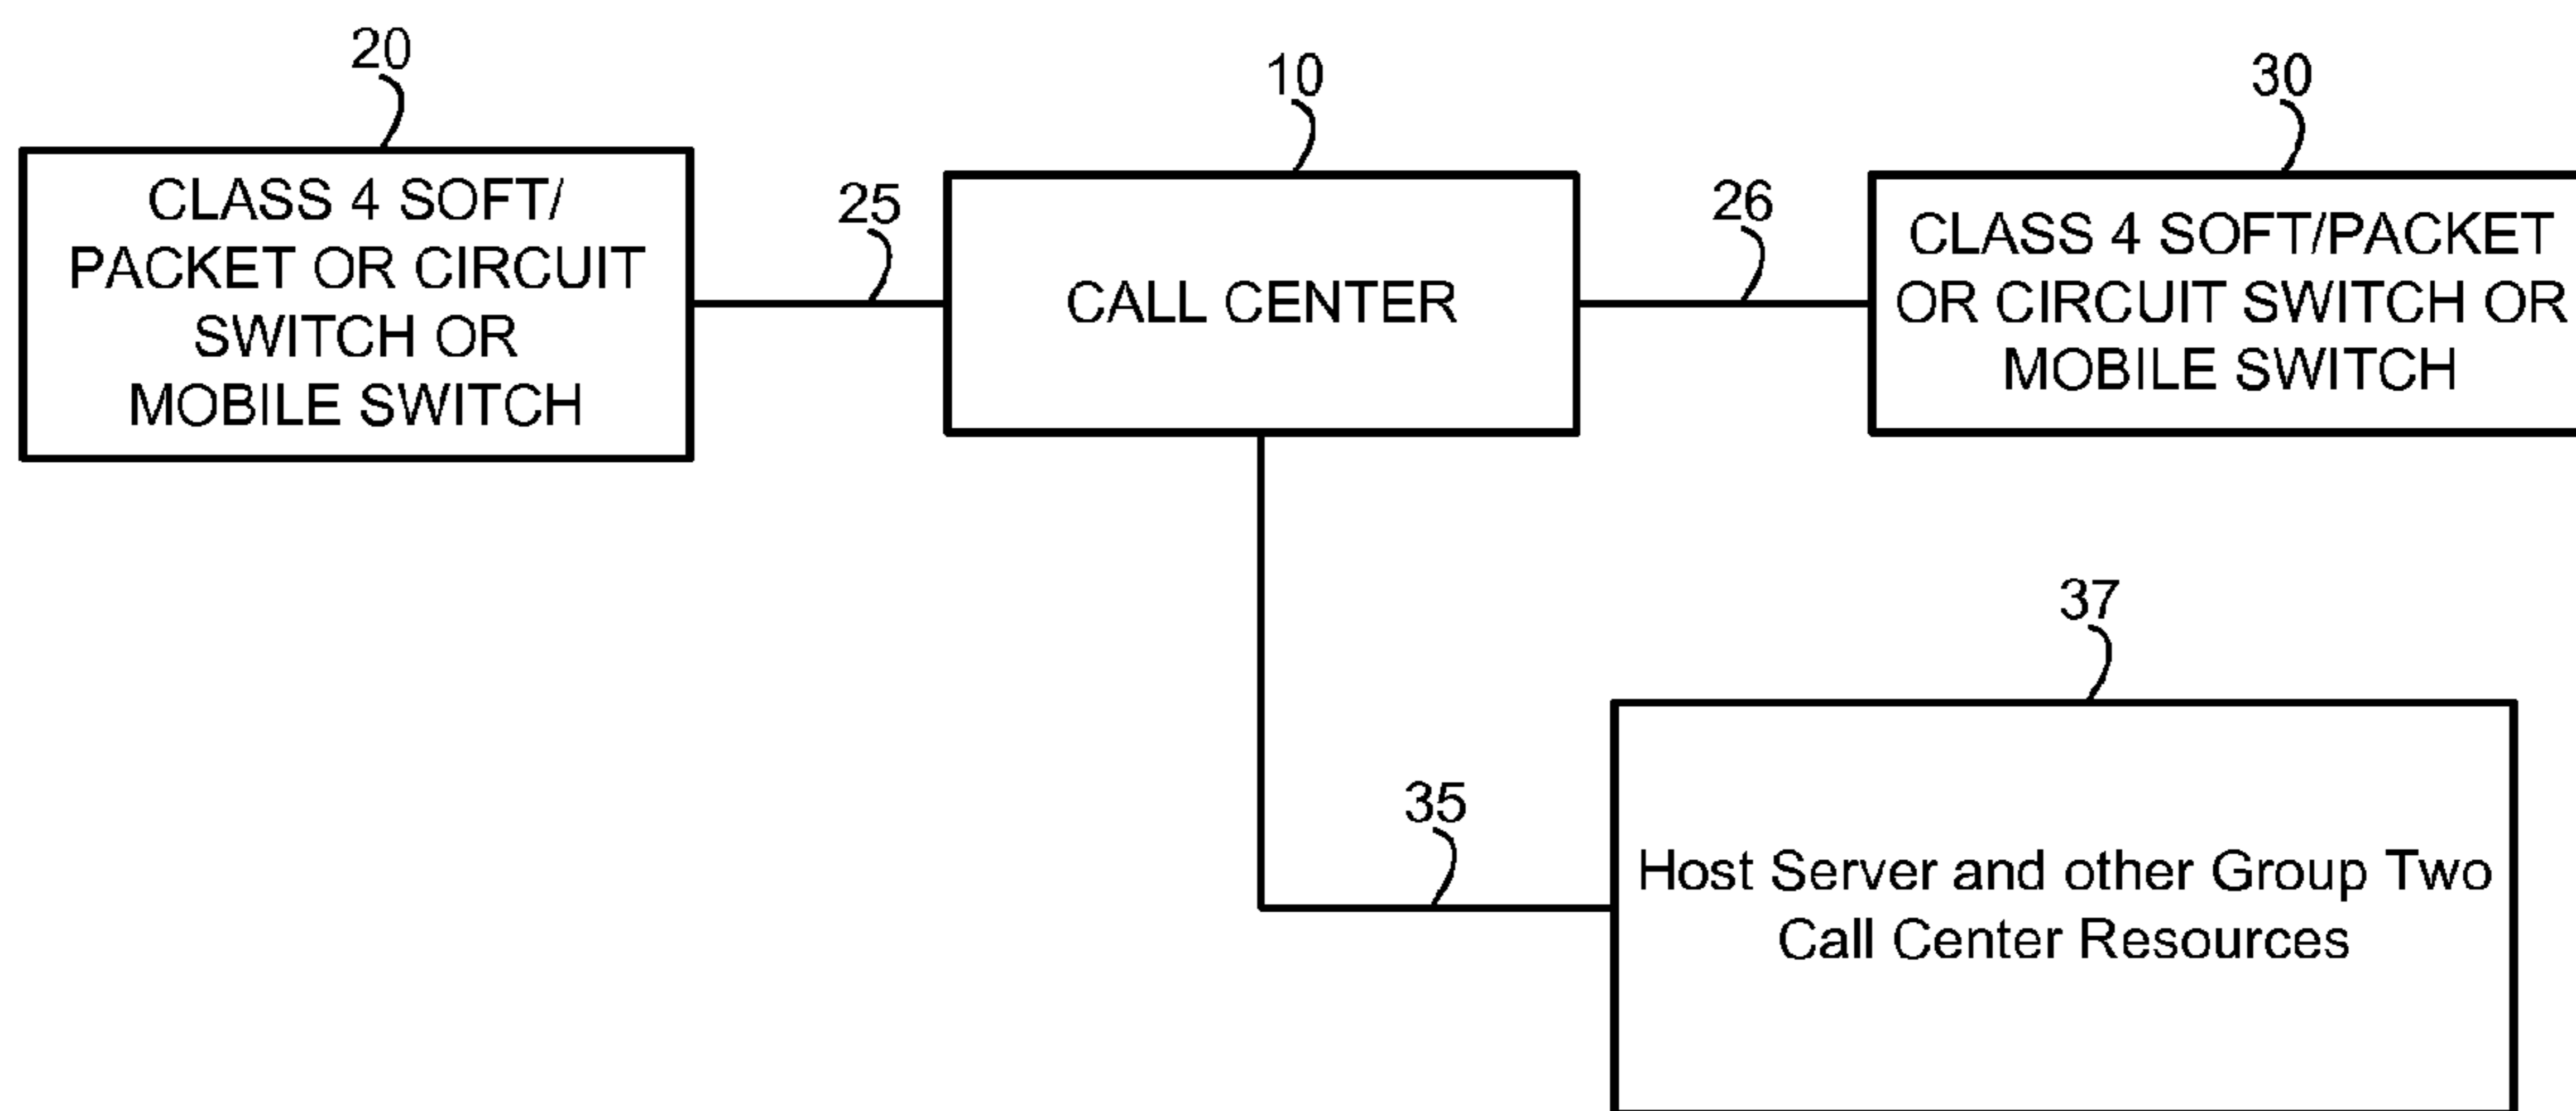 20
10
30
CLASS 4 SOFT/
PACKET OR CIRCUIT
SWITCH OR
MOBILE SWITCH
25
CALL CENTER
26
CLASS 4 SOFT/PACKET
OR CIRCUIT SWITCH OR
MOBILE SWITCH
37
35
Host Server and other Group Two
Call Center Resources